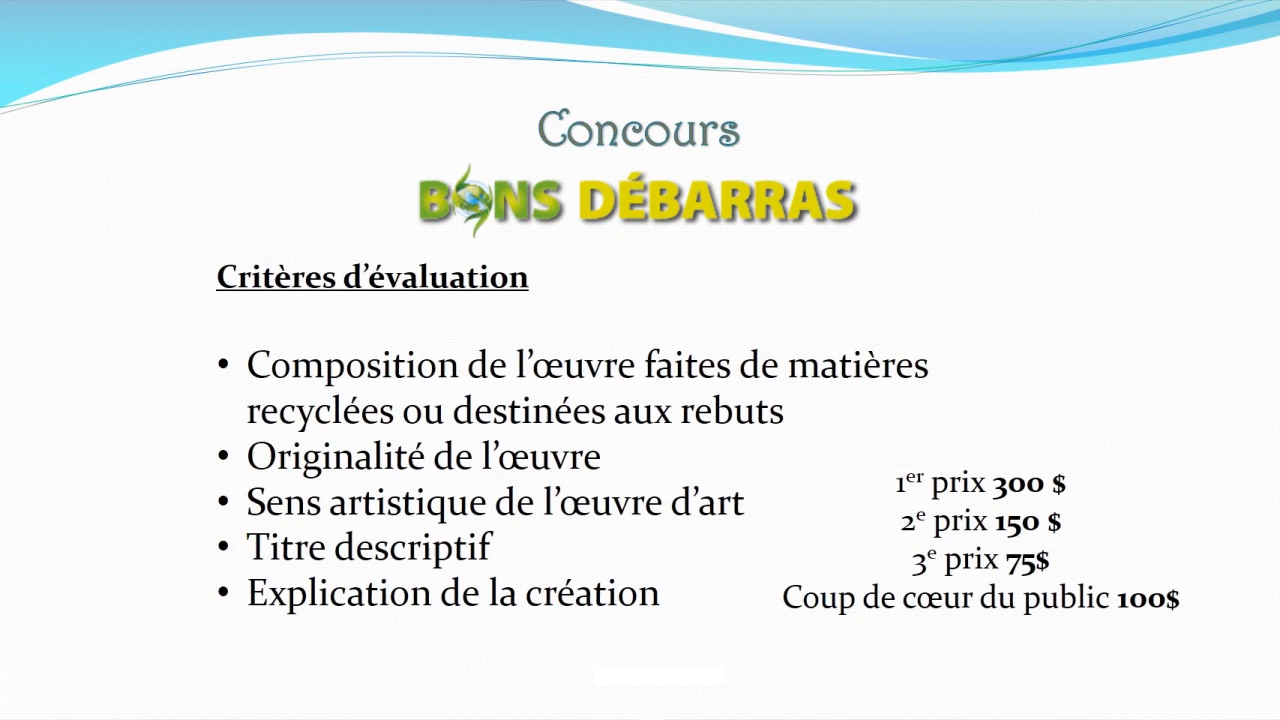 Concours
BONS DÉBARRAS
Critères d’évaluation
• Composition de l’œuvre faites de matières
recyclées ou destinées aux rebuts
• Originalité de l’œuvre
• Sens artistique de l’œuvre d’art
• Titre descriptif
• Explication de la création
1er prix 300 $
2e prix 150 $
3e prix 75$
Coup de cœur du public 100$